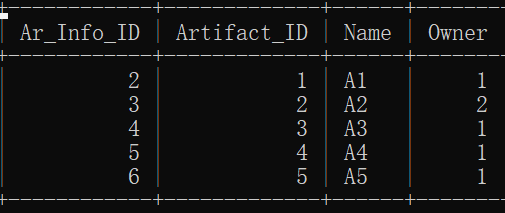 Ar_Info_ID Artifact_ID Name Owner
2 1 A1 1
3 2 A2 2
4 3 A3 1
5 4 A4 1
6 5 A5 1